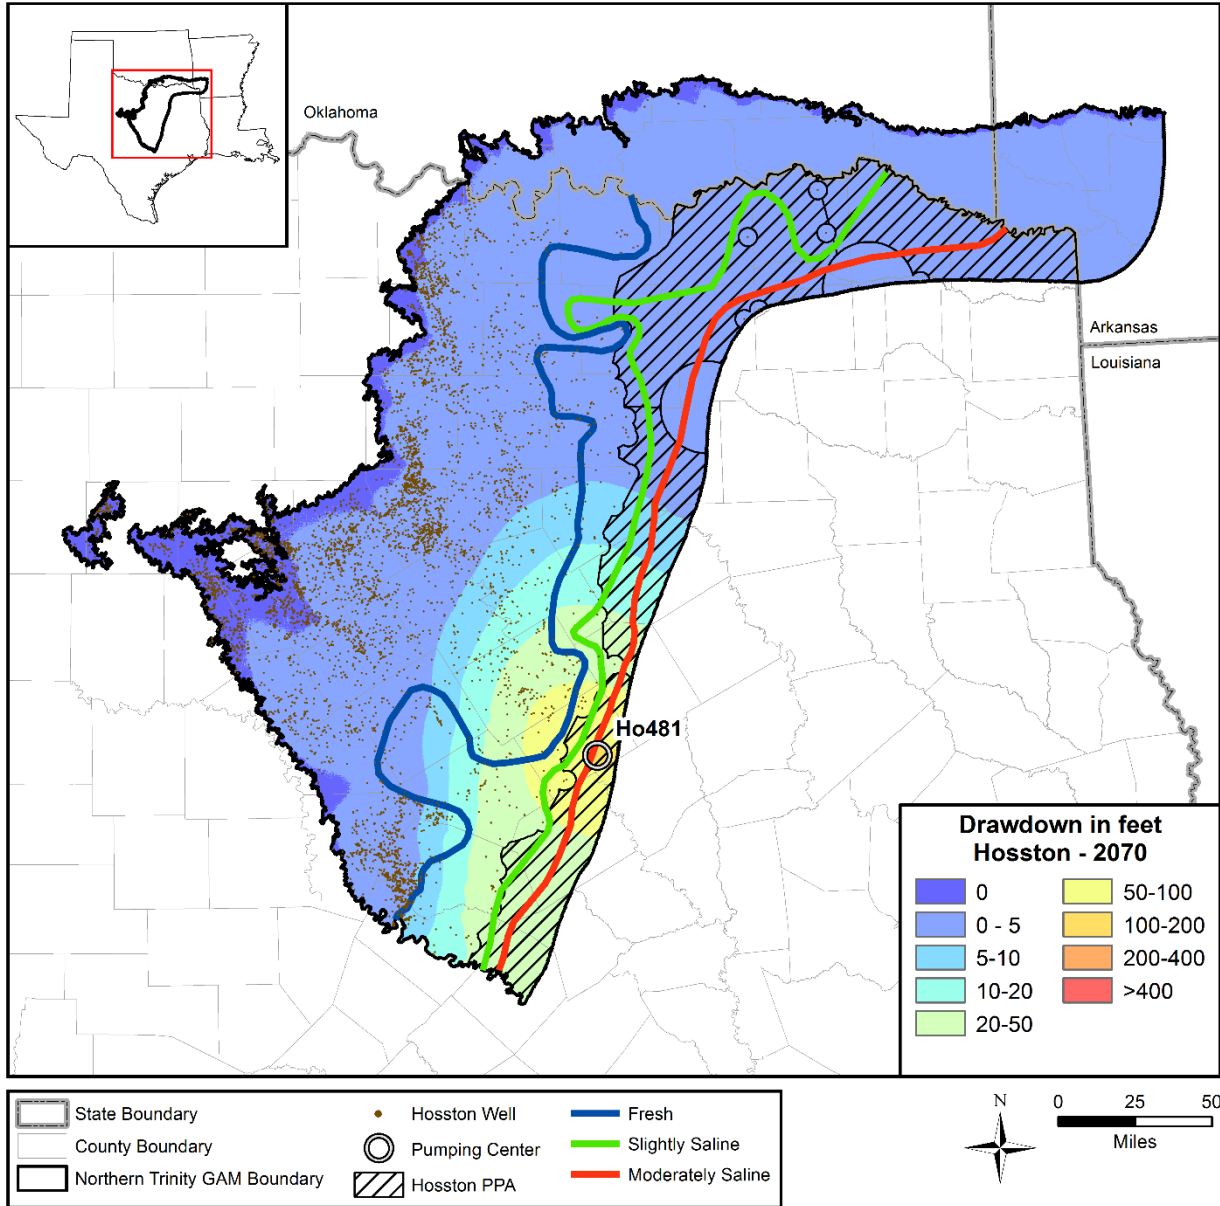 Oklahoma
Arkansas
Louisiana
Ho481
Drawdown in feet
Hosston - 2070
0
0 - 5
5-10
10-20
20-50
50-100
100-200
200-400
>400
State Boundary
County Boundary
Northern Trinity GAM Boundary
Hosston Well
Pumping Center
Hosston PPA
Fresh
Slightly Saline
Moderately Saline
N
0 25 50
Miles